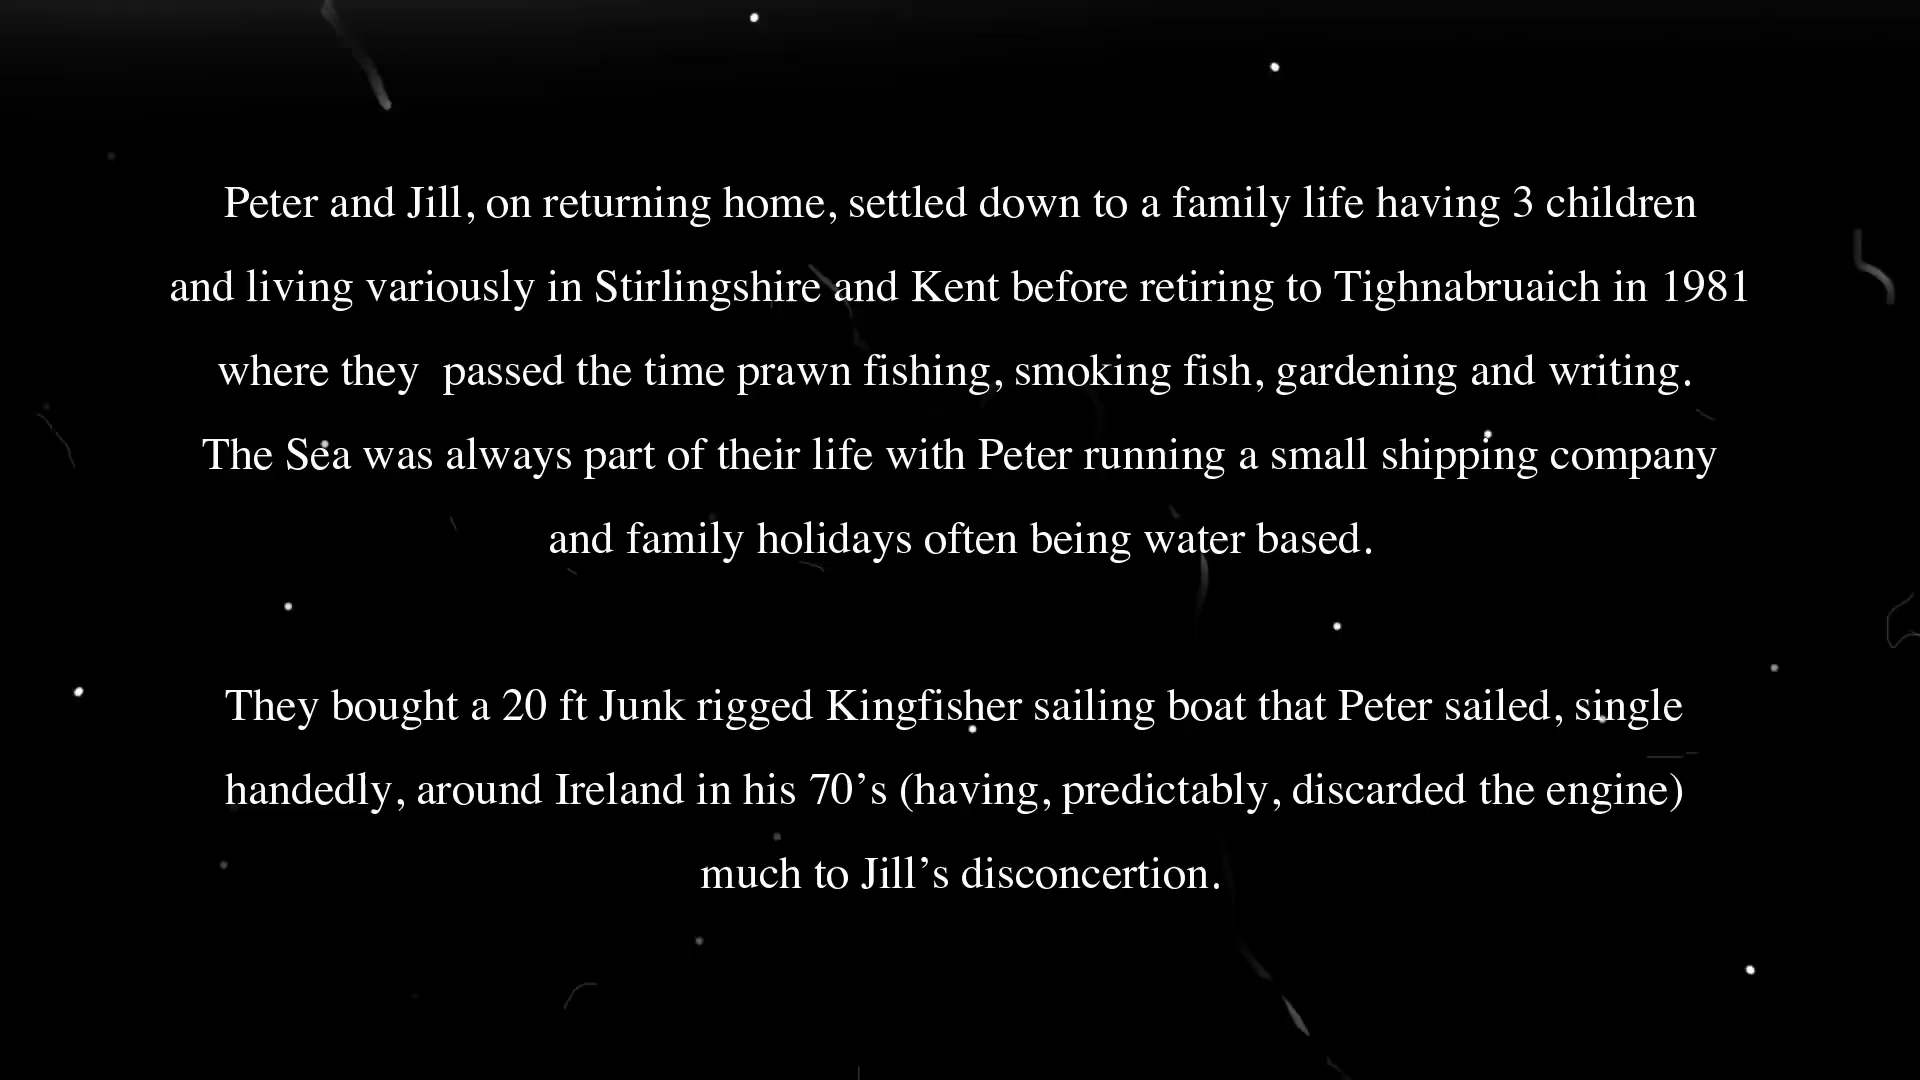 Peter and Jill, on returning home, settled down to a family life having 3 children
and living variously in Stirlingshire and Kent before retiring to Tighnabruaich in 1981
where they  passed the time prawn fishing, smoking fish, gardening and writing.
The Sea was always part of their life with Peter running a small shipping company
and family holidays often being water based.
They bought a 20 ft Junk rigged Kingfisher sailing boat that Peter sailed, single
handedly, around Ireland in his 70’s (having, predictably, discarded the engine)
much to Jill’s disconcertion.